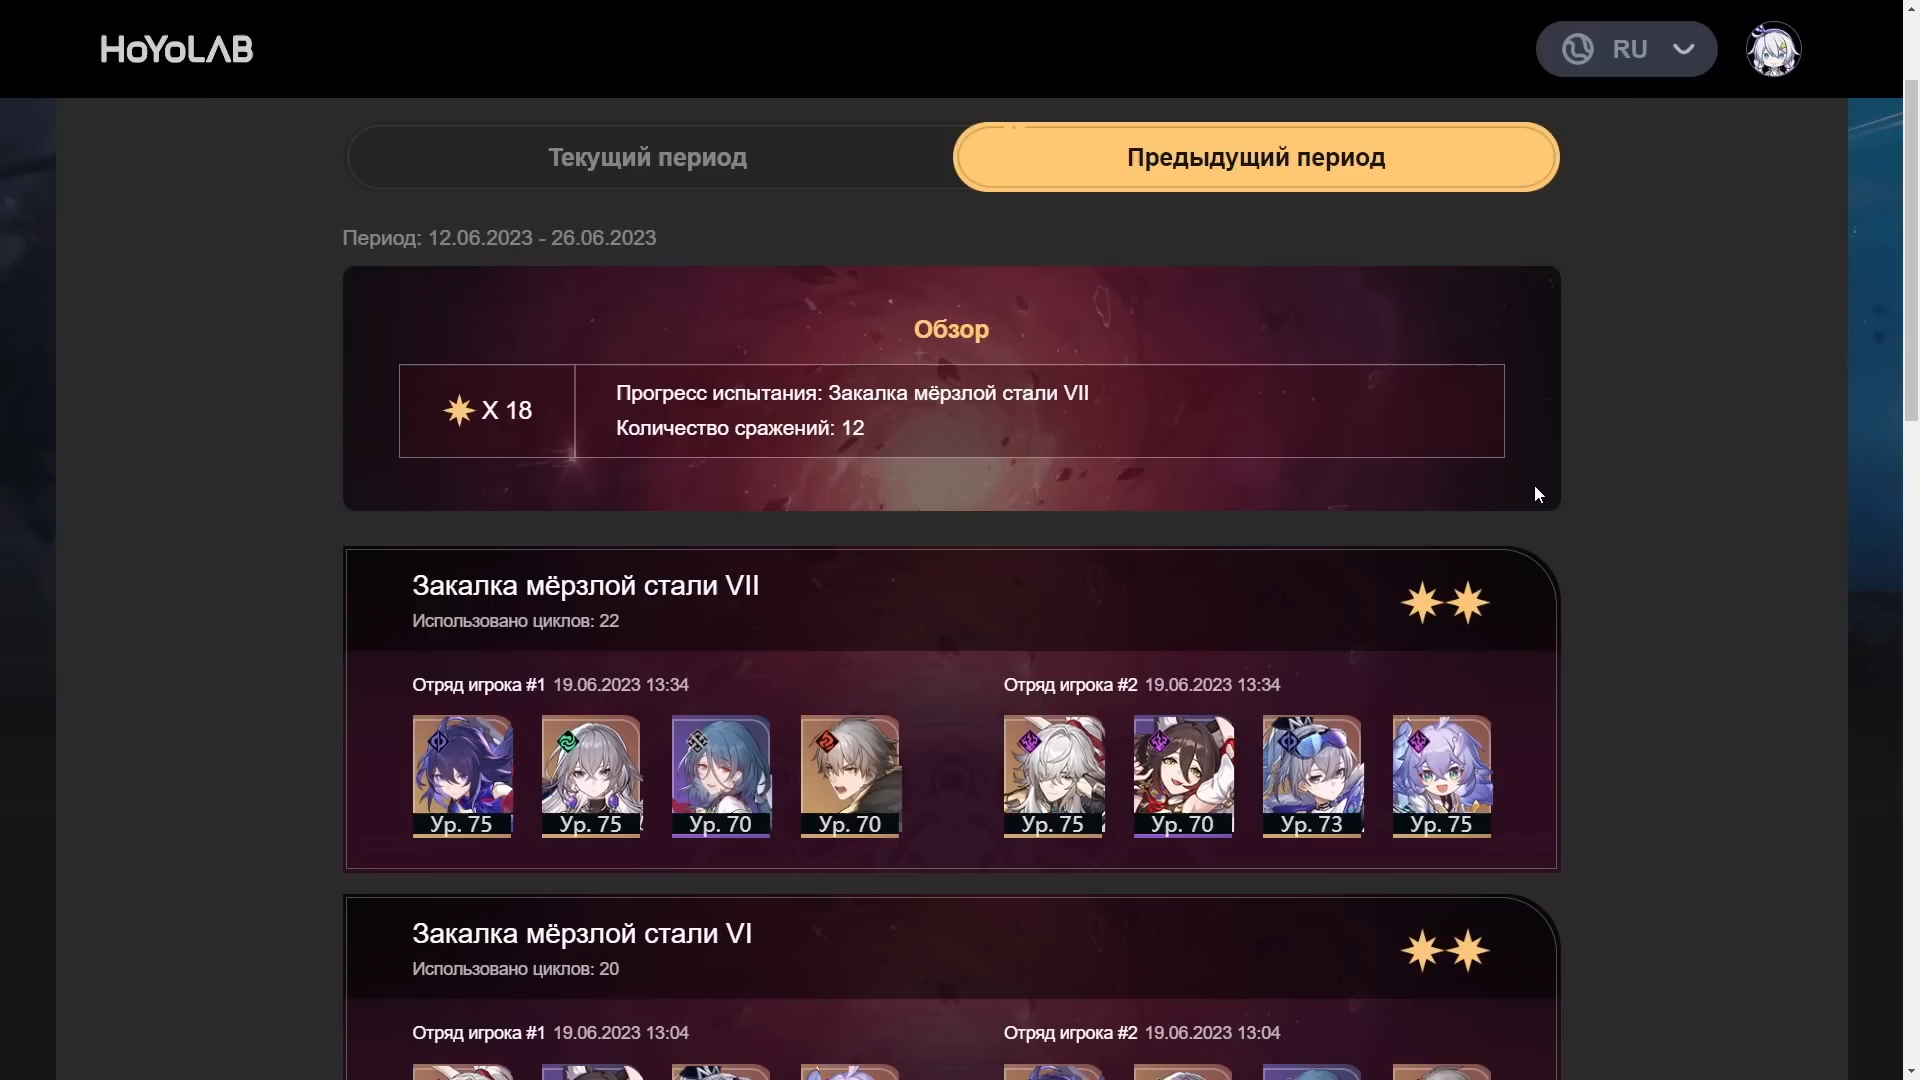 HoYoLAB
RU
Текущий период
Предыдущий период
Период: 12.06.2023 - 26.06.2023
Обзор
X 18
Прогресс испытания: Закалка мёрзлой стали VII
Количество сражений: 12
Закалка мёрзлой стали VII
Использовано циклов: 22
Отряд игрока #1 19.06.2023 13:34
Отряд игрока #2 19.06.2023 13:34
Ур. 75
Ур. 75
Ур. 70
Ур. 70
Ур. 75
Ур. 70
Ур. 73
Ур. 75
Закалка мёрзлой стали VI
Использовано циклов: 20
Отряд игрока #1 19.06.2023 13:04
Отряд игрока #2 19.06.2023 13:04